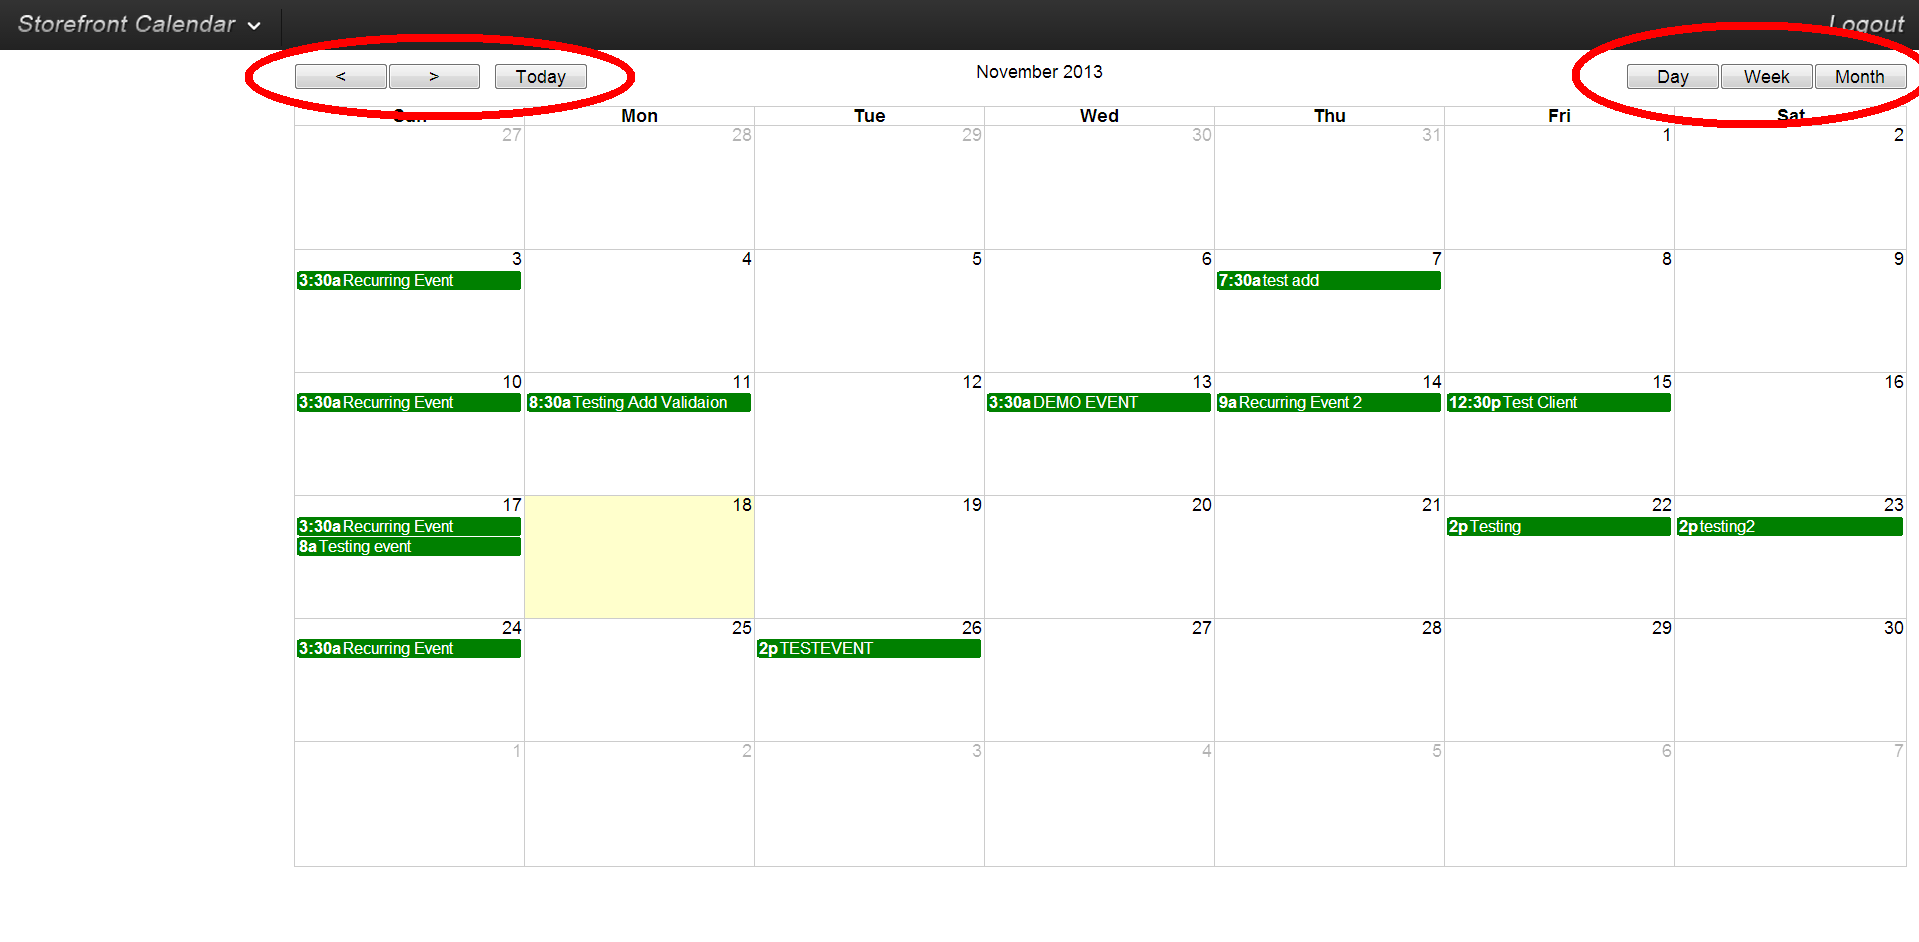 Storefront Calendar Logout
< > Today November 2013 Day Week Month
Sun Mon Tue Wed Thu Fri Sat
27 28 29 30 31 1 2
3 4 5 6 7 8 9
3:30a Recurring Event 7:30a test add
10 11 12 13 14 15 16
3:30a Recurring Event 8:30a Testing Add Validaion 3:30a DEMO EVENT 9a Recurring Event 2 12:30p Test Client
17 18 19 20 21 22 23
3:30a Recurring Event 2p Testing 2p testing2
8a Testing event
24 25 26 27 28 29 30
3:30a Recurring Event 2p TESTEVENT
1 2 3 4 5 6 7